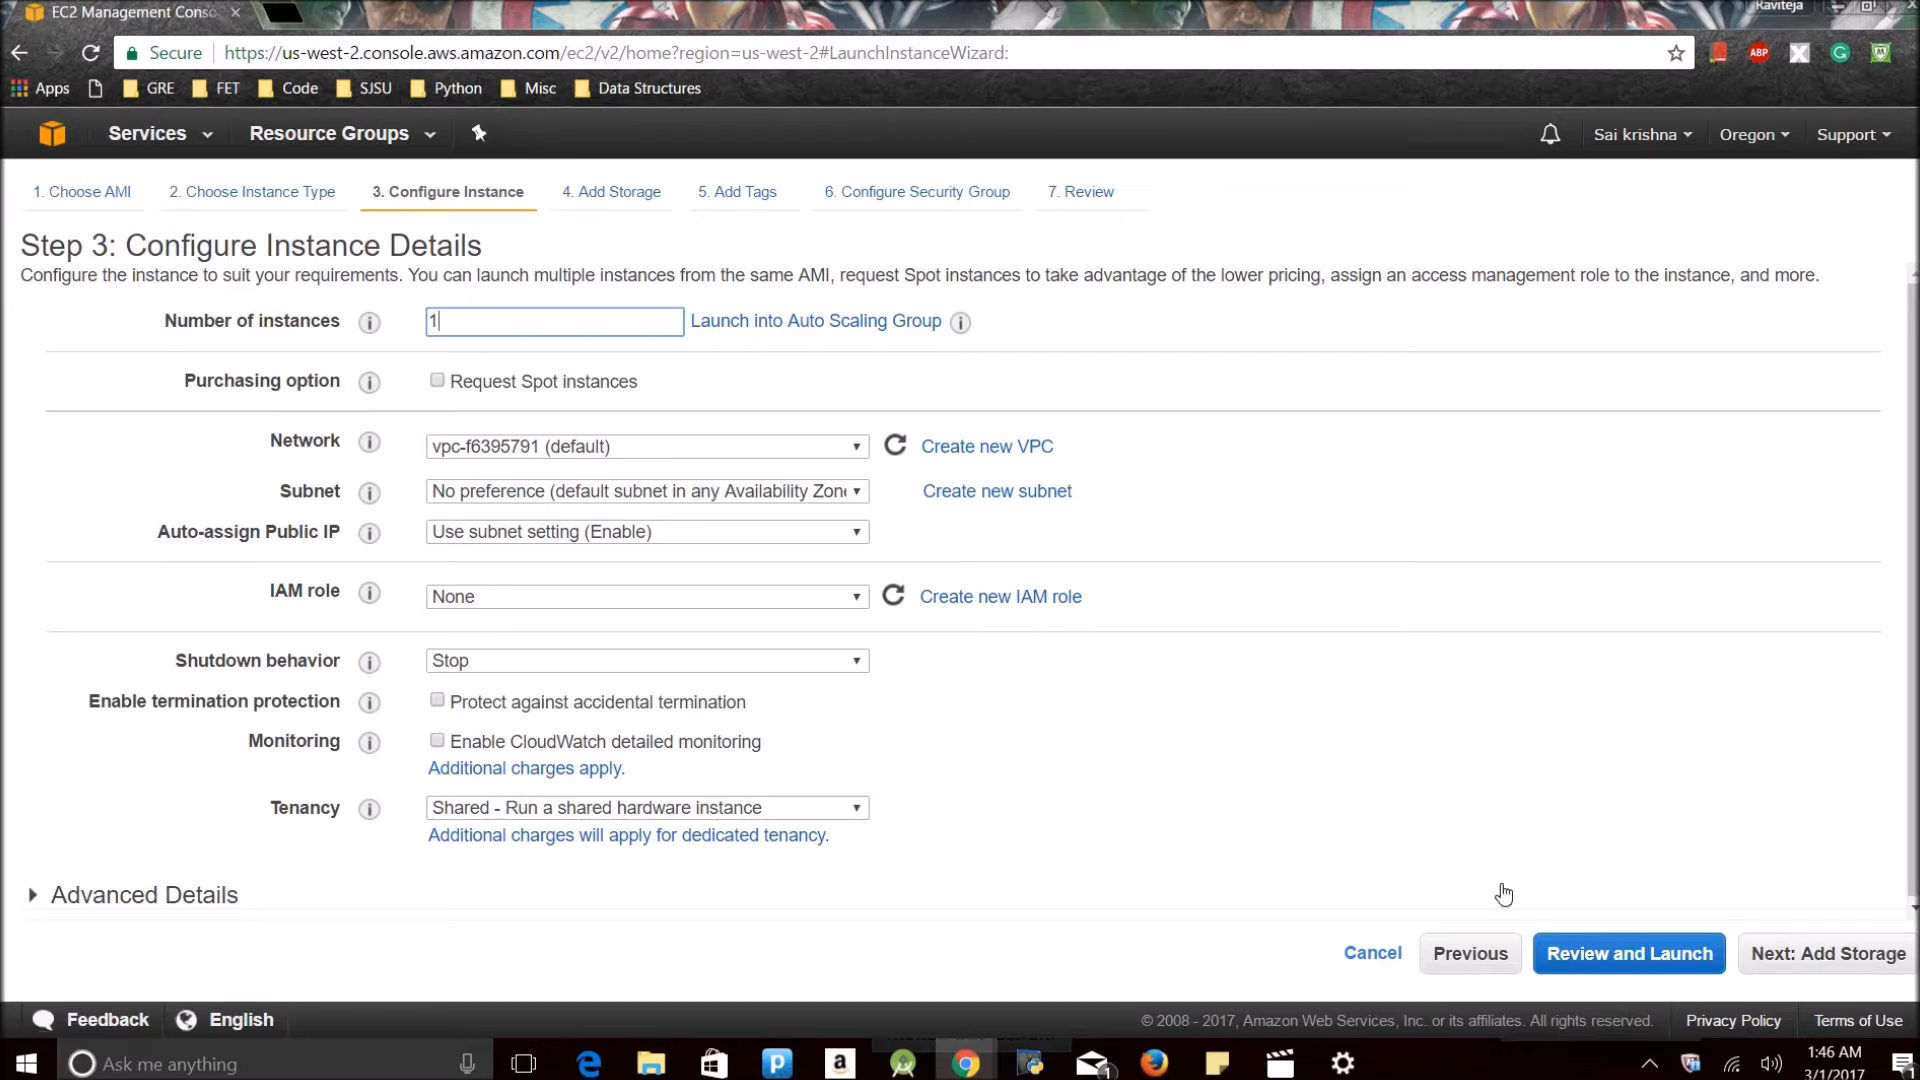 EC2 Management Conso
Raviteja
Secure https://us-west-2.console.aws.amazon.com/ec2/v2/home?region=us-west-2#LaunchInstanceWizard:
ABP
Apps GRE FET Code SJSU Python Misc Data Structures
Services Resource Groups Sai krishna Oregon Support
1. Choose AMI 2. Choose Instance Type 3. Configure Instance 4. Add Storage 5. Add Tags 6. Configure Security Group 7. Review
Step 3: Configure Instance Details
Configure the instance to suit your requirements. You can launch multiple instances from the same AMI, request Spot instances to take advantage of the lower pricing, assign an access management role to the instance, and more.
Number of instances 1 Launch into Auto Scaling Group
Purchasing option Request Spot instances
Network vpc-f6395791 (default) Create new VPC
Subnet No preference (default subnet in any Availability Zone Create new subnet
Auto-assign Public IP Use subnet setting (Enable)
IAM role None Create new IAM role
Shutdown behavior Stop
Enable termination protection Protect against accidental termination
Monitoring Enable CloudWatch detailed monitoring
Additional charges apply.
Tenancy Shared - Run a shared hardware instance
Additional charges will apply for dedicated tenancy.
Advanced Details
Cancel Previous Review and Launch Next: Add Storage
Feedback English © 2008 - 2017, Amazon Web Services, Inc. or its affiliates. All rights reserved. Privacy Policy Terms of Use
Ask me anything 1:46 AM
3/1/2017